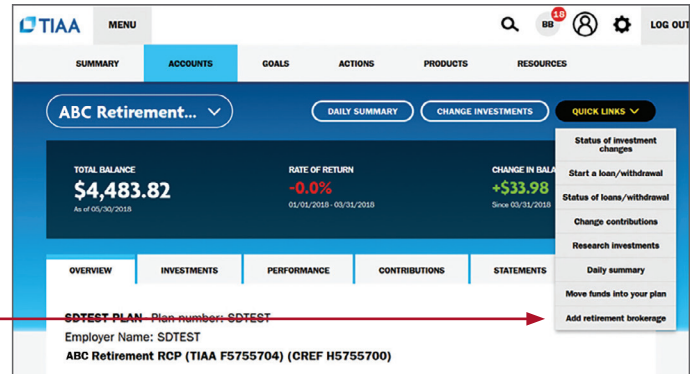 TIAA MENU BB 18 LOG OUT
SUMMARY ACCOUNTS GOALS ACTIONS PRODUCTS RESOURCES
ABC Retirement... DAILY SUMMARY CHANGE INVESTMENTS QUICK LINKS
Status of investment
changes
Start a loan/withdrawal
Status of loans/withdrawal
Change contributions
Research investments
Daily summary
Move funds into your plan
Add retirement brokerage
TOTAL BALANCE RATE OF RETURN CHANGE IN BALA
$4,483.82 -0.0% +$33.98
As of 05/30/2018 01/01/2018 - 03/31/2018 Since 03/31/2018
OVERVIEW INVESTMENTS PERFORMANCE CONTRIBUTIONS STATEMENTS
SDTEST PLAN Plan number: SDTEST
Employer Name: SDTEST
ABC Retirement RCP (TIAA F5755704) (CREF H5755700)